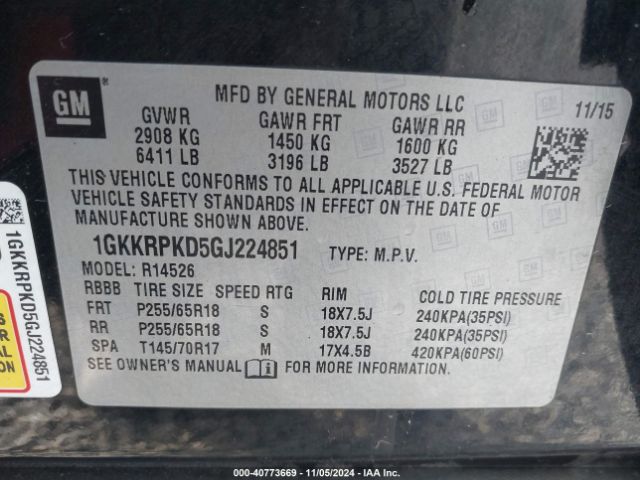 GM
MFD BY GENERAL MOTORS LLC
11/15
GVWR GAWR FRT GAWR RR
2908 KG 1450 KG 1600 KG
6411 LB 3196 LB 3527 LB
THIS VEHICLE CONFORMS TO ALL APPLICABLE U.S. FEDERAL MOTOR
VEHICLE SAFETY STANDARDS IN EFFECT ON THE DATE OF
MANUFACTURE SHOWN ABOVE.
1GKKRPKD5GJ224851 TYPE: M.P.V.
MODEL: R14526
RBBB TIRE SIZE SPEED RTG RIM COLD TIRE PRESSURE
FRT P255/65R18 S 18X7.5J 240KPA(35PSI)
RR P255/65R18 S 18X7.5J 240KPA(35PSI)
SPA T145/70R17 M 17X4.5B 420KPA(60PSI)
SEE OWNER'S MANUAL FOR MORE INFORMATION.
1GKKRPKD5GJ224851
000-40773669 - 11/05/2024 - IAAI.COM